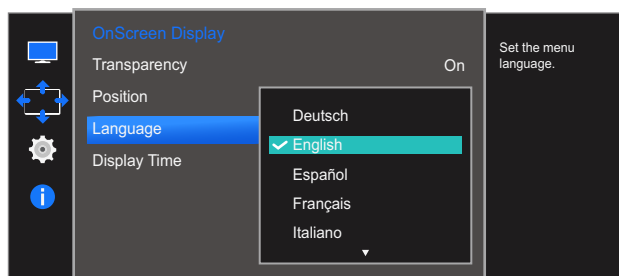 OnScreen Display
Transparency On
Position
Language
Display Time
Deutsch
English
Español
Français
Italiano
Set the menu
language.